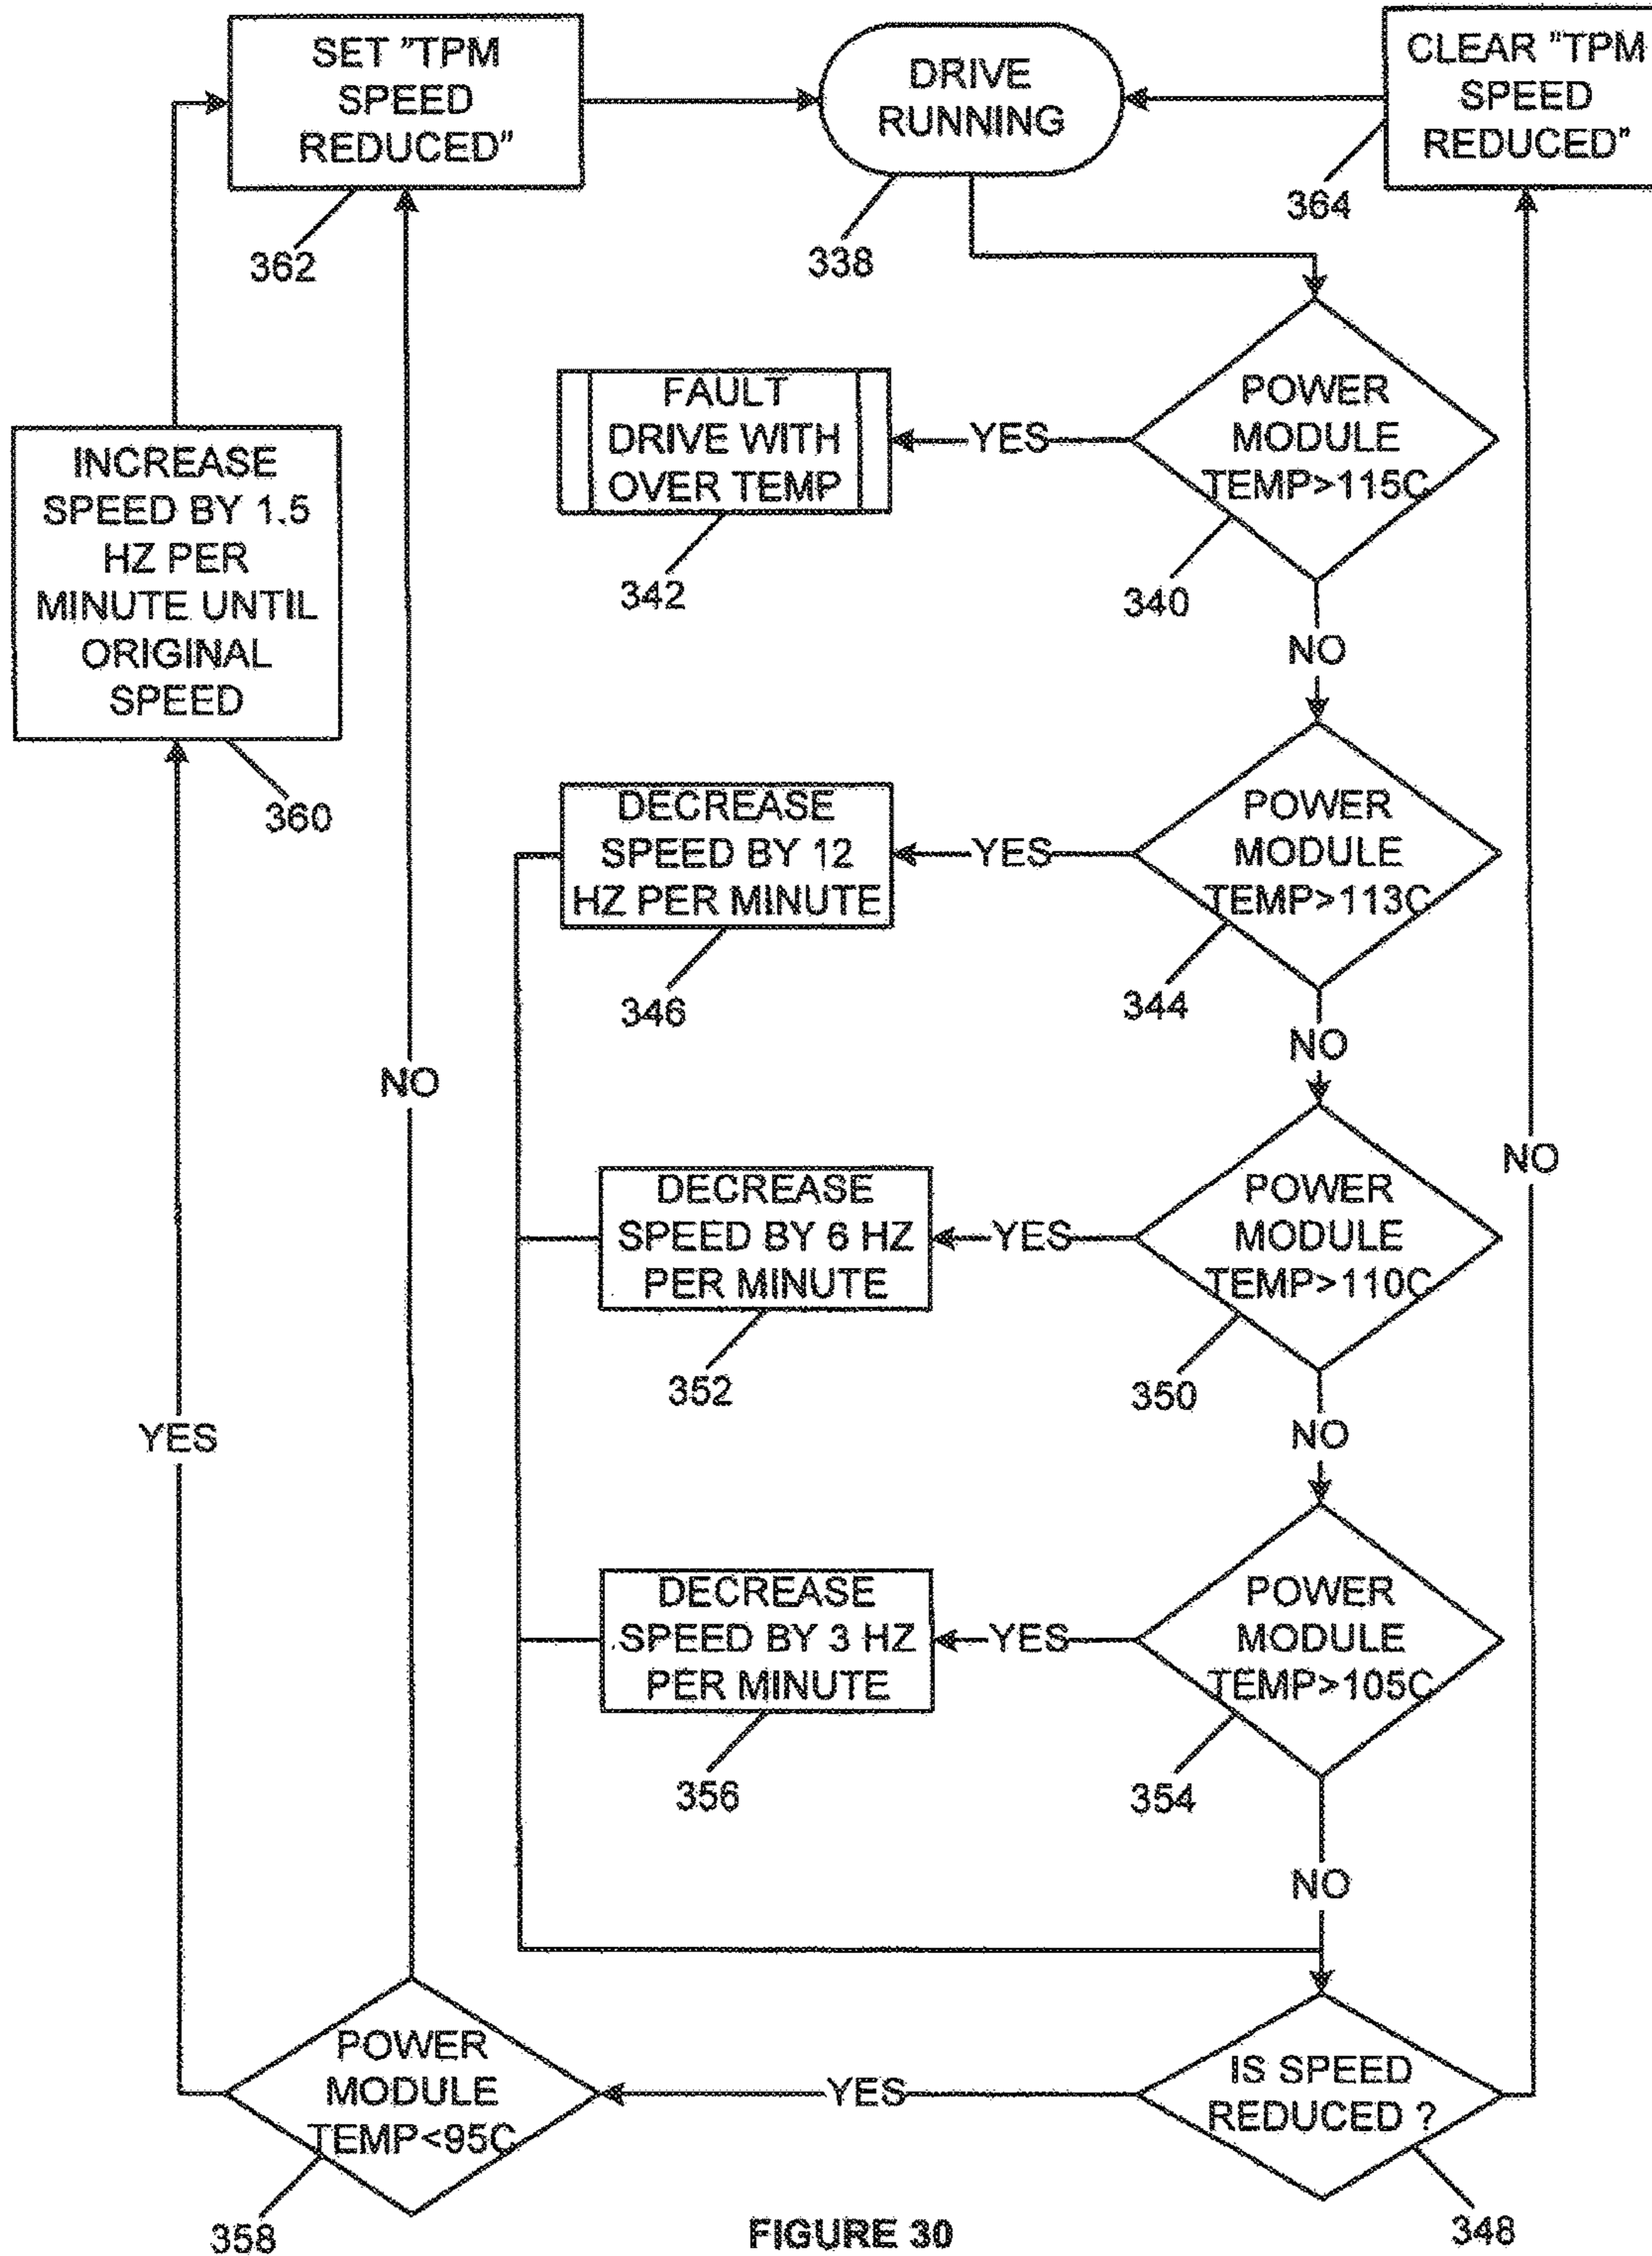 SET "TPM
SPEED
REDUCED"
362
DRIVE
RUNNING
338
CLEAR "TPM
SPEED
REDUCED"
364
POWER
MODULE
TEMP>115C
340
YES
FAULT
DRIVE WITH
OVER TEMP
342
INCREASE
SPEED BY 1.5
HZ PER
MINUTE UNTIL
ORIGINAL
SPEED
360
NO
POWER
MODULE
TEMP>113C
344
YES
DECREASE
SPEED BY 12
HZ PER MINUTE
346
NO
NO
POWER
MODULE
TEMP>110C
350
YES
DECREASE
SPEED BY 6 HZ
PER MINUTE
352
NO
YES
NO
POWER
MODULE
TEMP>105C
354
YES
DECREASE
SPEED BY 3 HZ
PER MINUTE
356
NO
IS SPEED
REDUCED ?
348
YES
POWER
MODULE
TEMP<95C
358
FIGURE 30